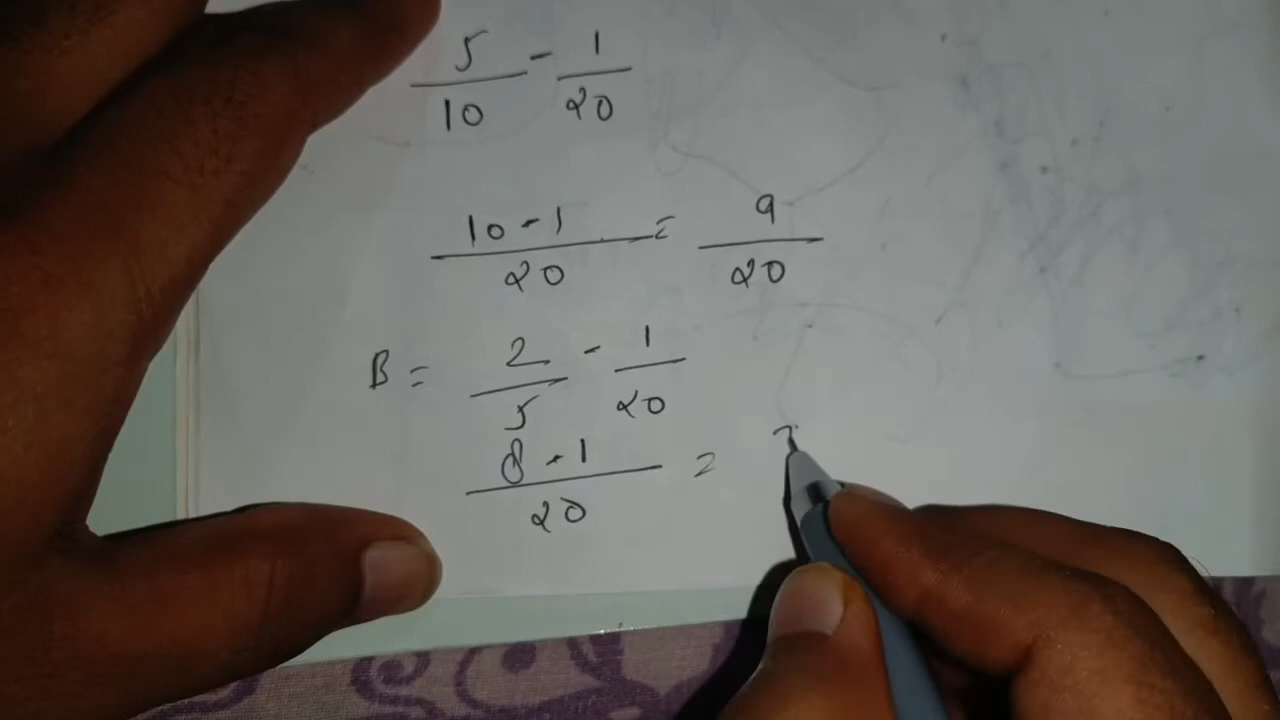 5/10 - 1/20
10-1/20 = 9/20
B = 2/5 - 1/20
8-1/20 =